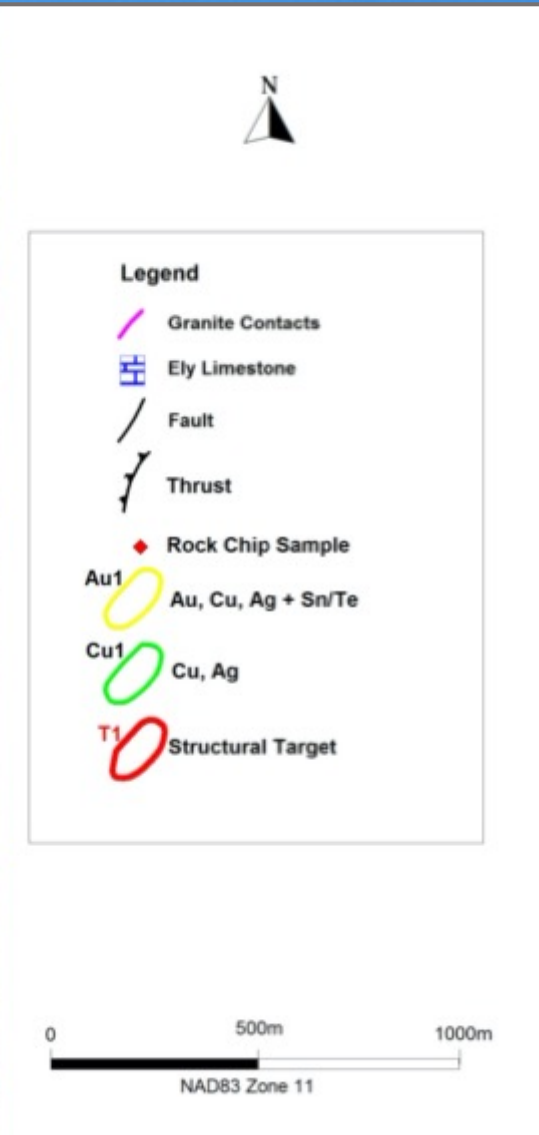 N
Legend
Granite Contacts
Ely Limestone
Fault
Thrust
Rock Chip Sample
Au1
Au, Cu, Ag + Sn/Te
Cu1
Cu, Ag
T1
Structural Target
0 500m 1000m
NAD83 Zone 11